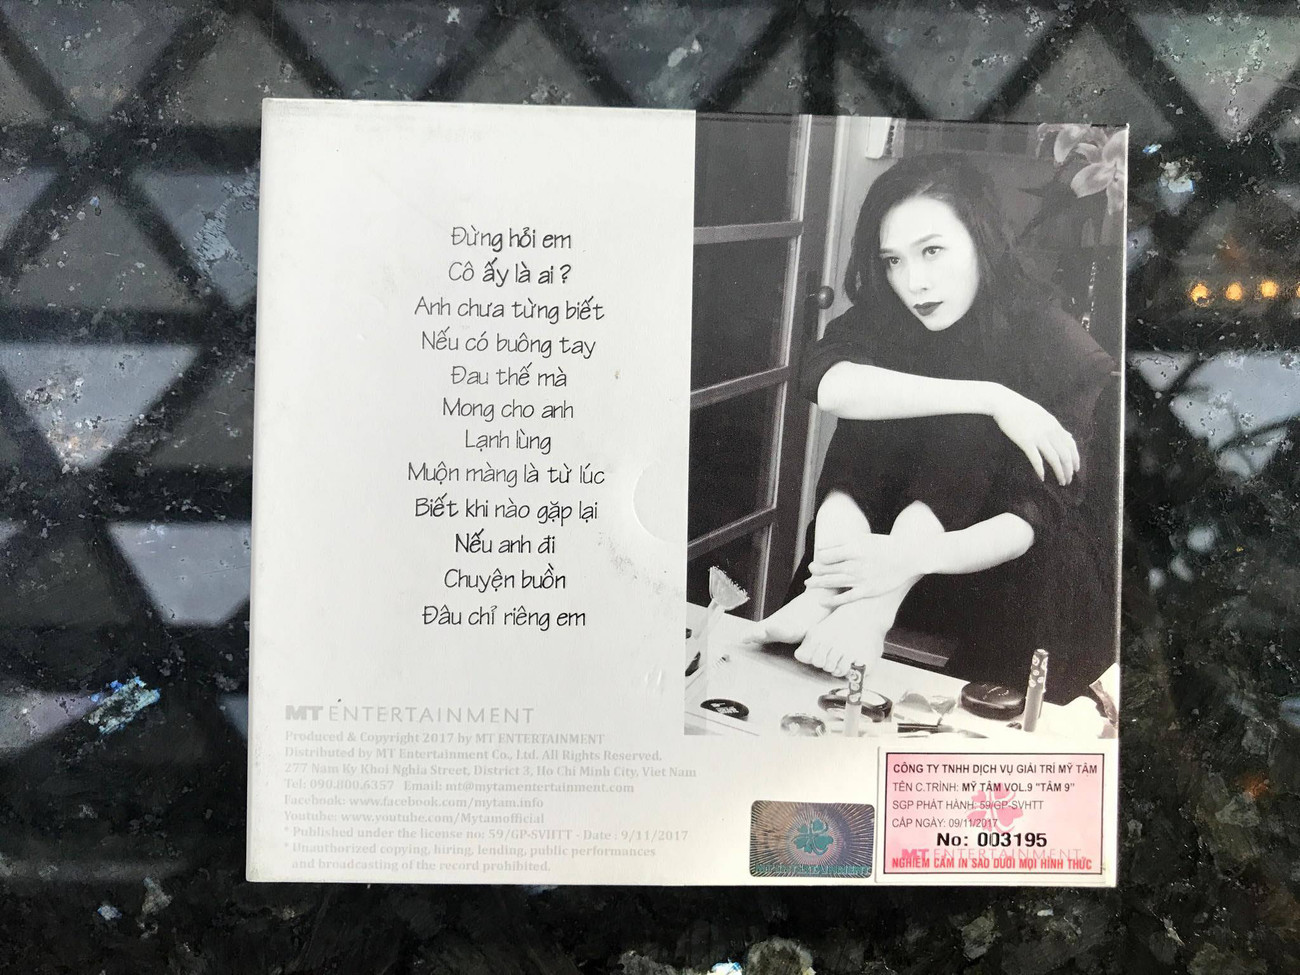 Đừng hỏi em
Cô ấy là ai?
Anh chưa từng biết
Nếu có buông tay
Đau thế mà
Mong cho anh
Lạnh lùng
Muộn màng là từ lúc
Biết khi nào gặp lại
Nếu anh đi
Chuyện buồn
Đâu chỉ riêng em
MT ENTERTAINMENT
Produced & Copyright 2017 by MT ENTERTAINMENT
Distributed by MT Entertainment Co., Ltd. All Rights Reserved.
277 Nam Ky Khoi Nghia Street, District 3, Ho Chi Minh City, Viet Nam
Tel: 090.800.6357 Email: mt@mytamentertainment.com
Facebook: www.facebook.com/mytam.info
Youtube: www.youtube.com/Mytamofficial
* Published under the license no: 59/GP-SVHTT - Date : 9/11/2017
* Unauthorized copying, hiring, lending, public performances
and broadcasting of the record prohibited.
MT ENTERTAINMENT
CÔNG TY TNHH DỊCH VỤ GIẢI TRÍ MỸ TÂM
TÊN C.TRÌNH: MỸ TÂM VOL.9 "TÂM 9"
SGP PHÁT HÀNH: 59/GP-SVHTT
CẤP NGÀY: 09/11/2017
No: 003195
MT ENTERTAINMENT
NGHIÊM CẤM IN SAO DƯỚI MỌI HÌNH THỨC